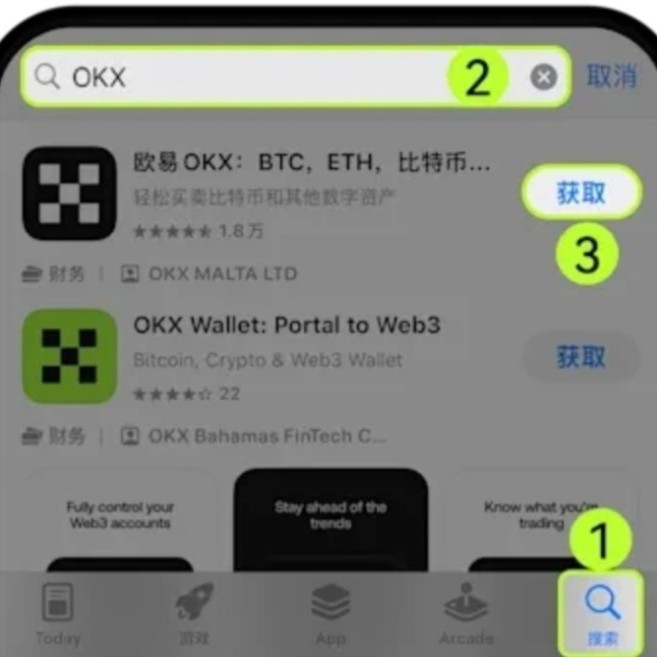 OKX
2
取消
欧易OKX：BTC，ETH，比特币...
轻松买卖比特币和其他数字资产
获取
1.8万
3
财务
OKX MALTA LTD
OKX Wallet: Portal to Web3
Bitcoin, Crypto & Web3 Wallet
获取
22
财务
OKX Bahamas FinTech C...
Fully control your
Web3 accounts
Stay ahead of the
trends
Know what you're
trading
1
Today
游戏
App
Arcade
搜索